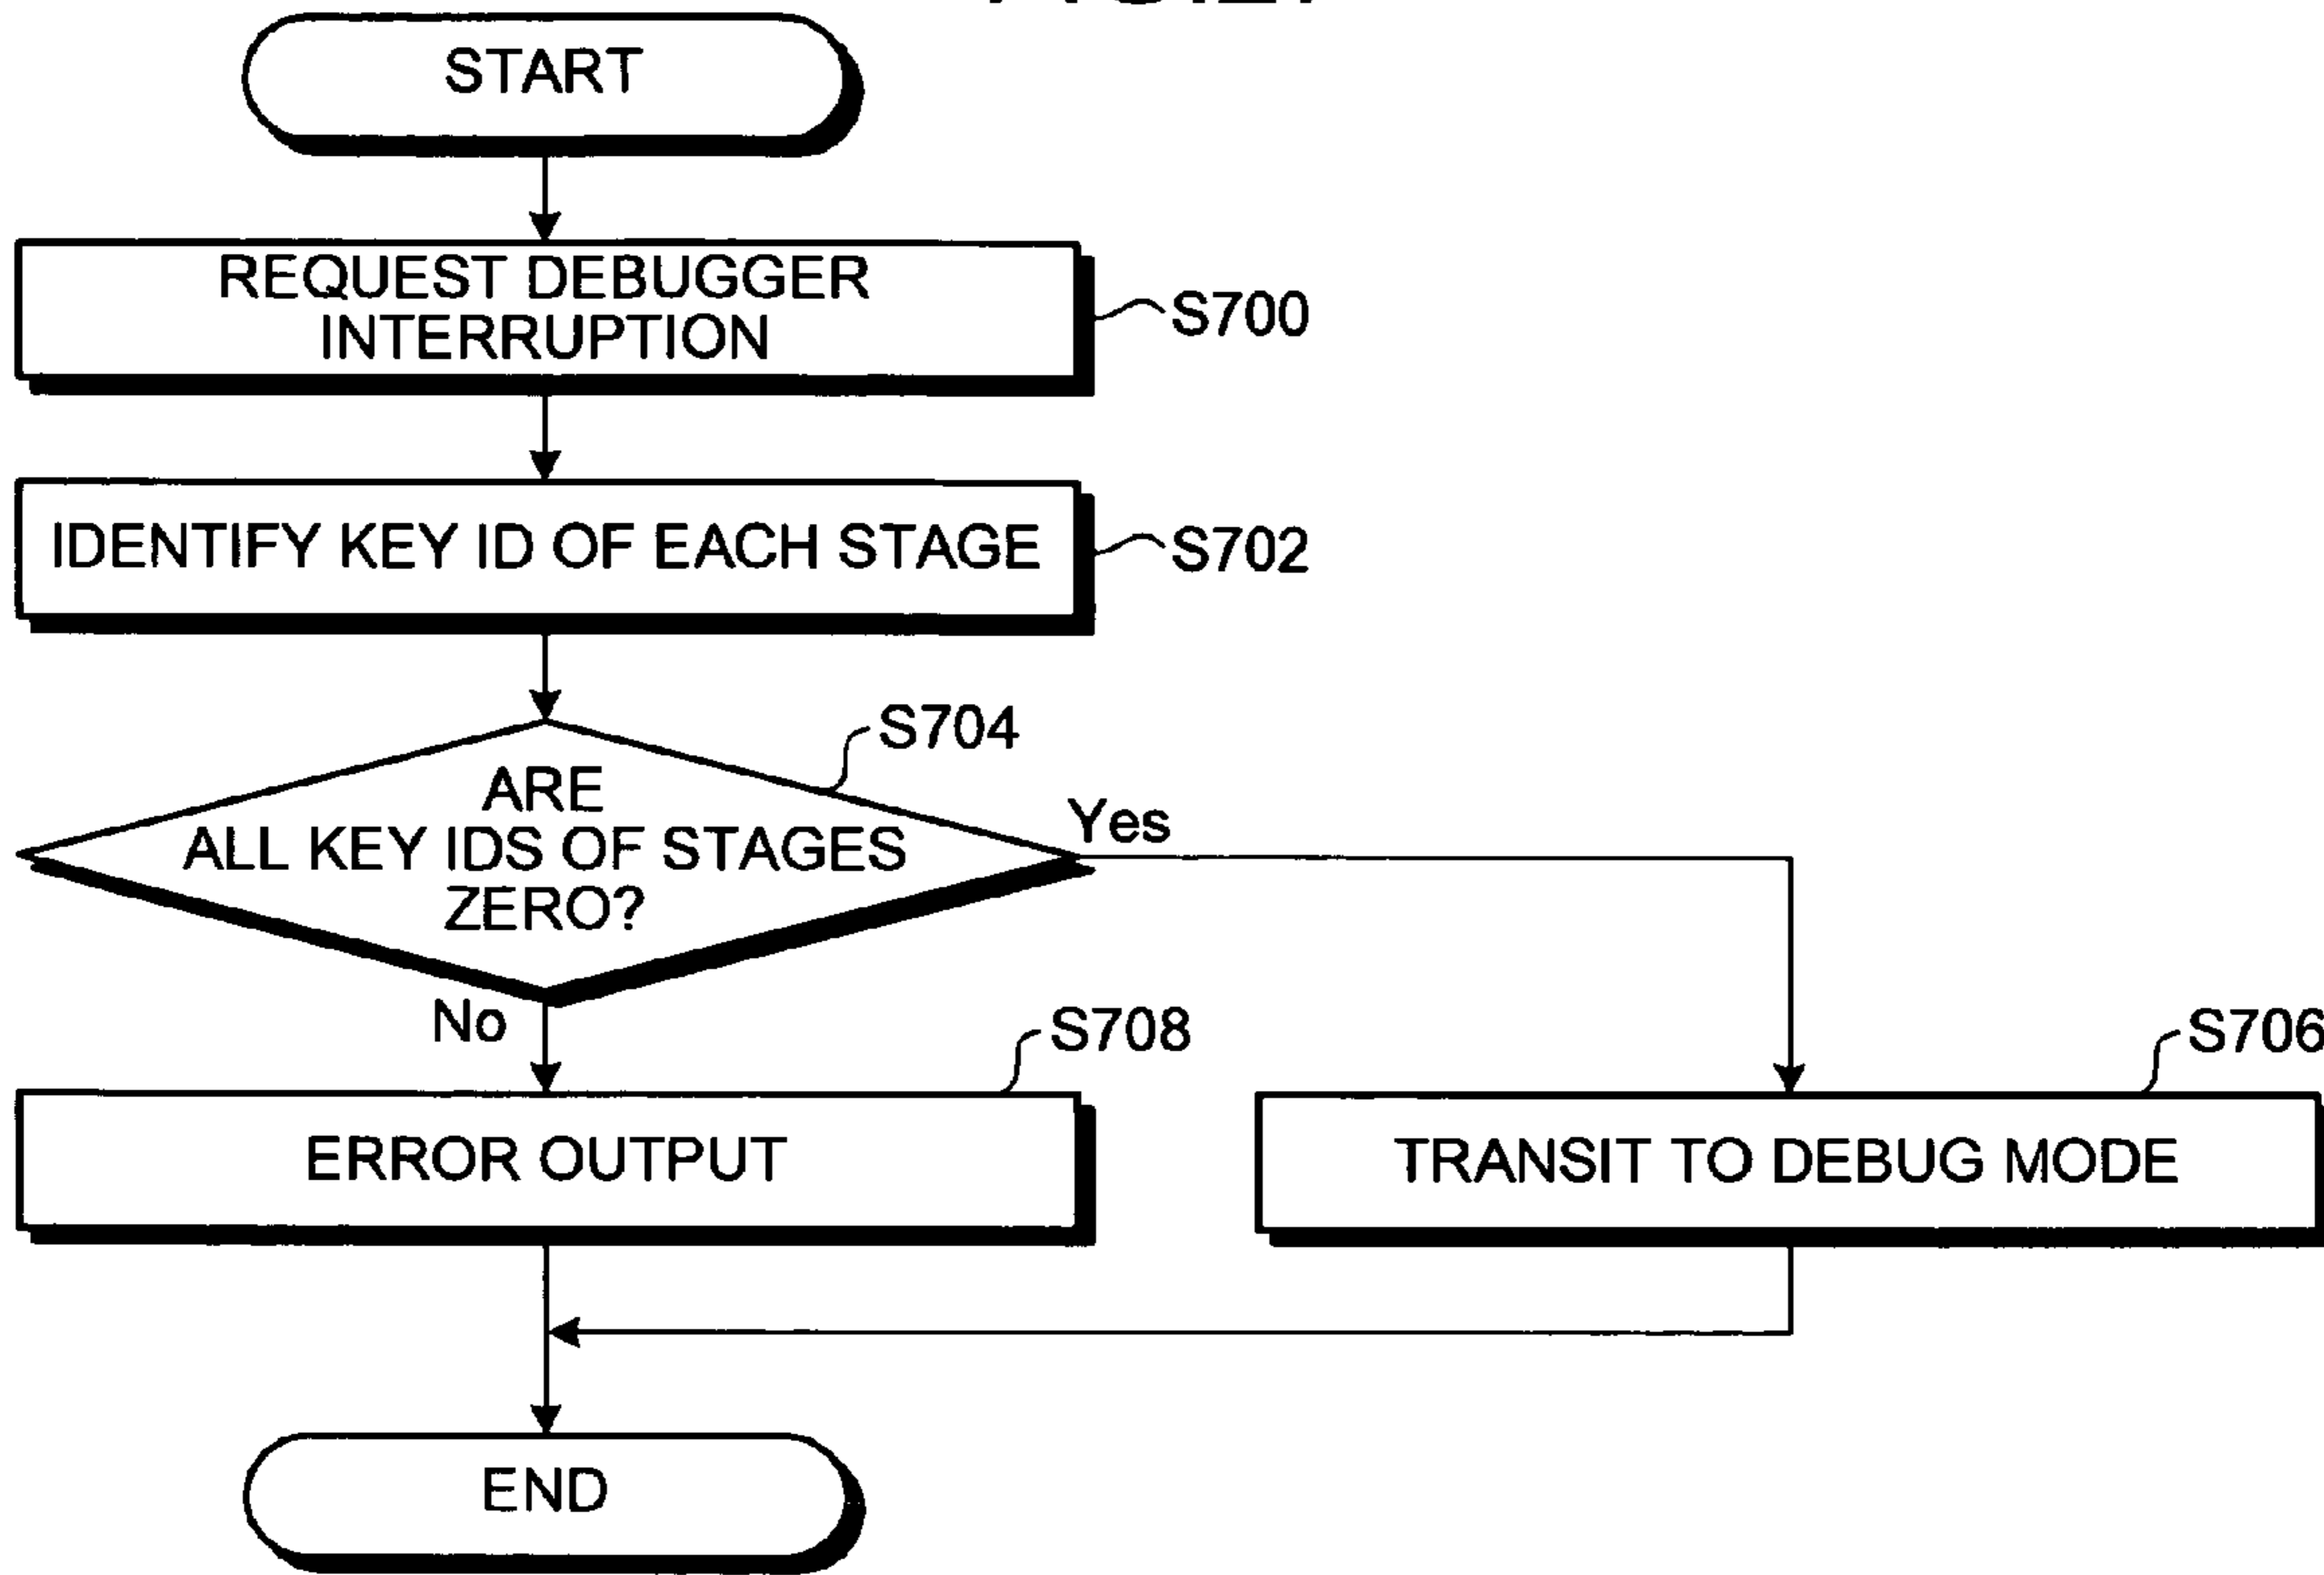 START
REQUEST DEBUGGER
INTERRUPTION
S700
IDENTIFY KEY ID OF EACH STAGE
S702
S704
ARE
ALL KEY IDS OF STAGES
ZERO?
Yes
No
S708
S706
ERROR OUTPUT
TRANSIT TO DEBUG MODE
END